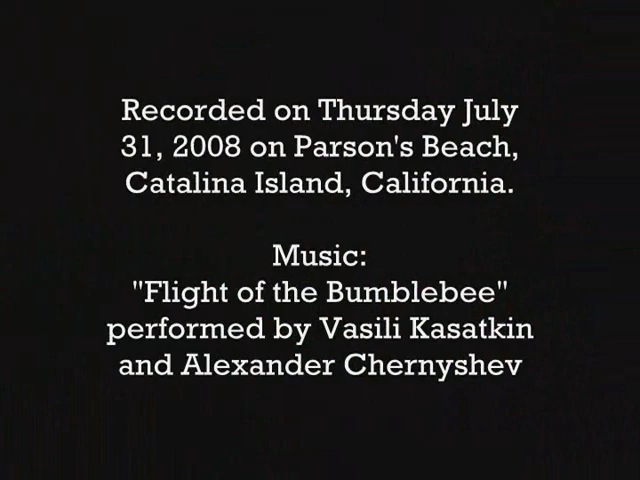 Recorded on Thursday July
31, 2008 on Parson's Beach,
Catalina Island, California.
Music:
"Flight of the Bumblebee"
performed by Vasili Kasatkin
and Alexander Chernyshev